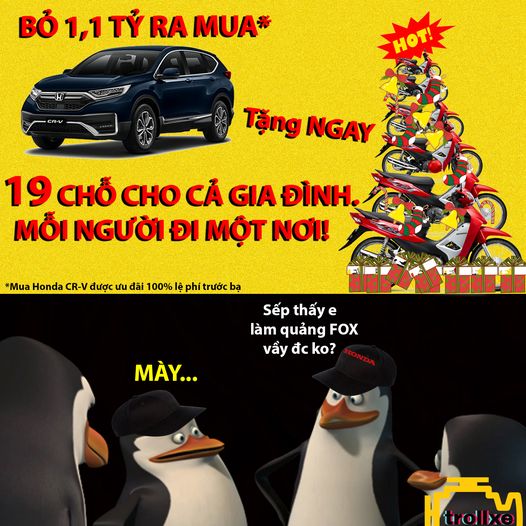 BỎ 1,1 TỶ RA MUA*
HOT!
CR-V
Tặng NGAY
19 CHỖ CHO CẢ GIA ĐÌNH.
MỖI NGƯỜI ĐI MỘT NƠI!
*Mua Honda CR-V được ưu đãi 100% lệ phí trước bạ
Sếp thấy e
làm quảng FOX
vầy đc ko?
HONDA
MÀY...
trollxe